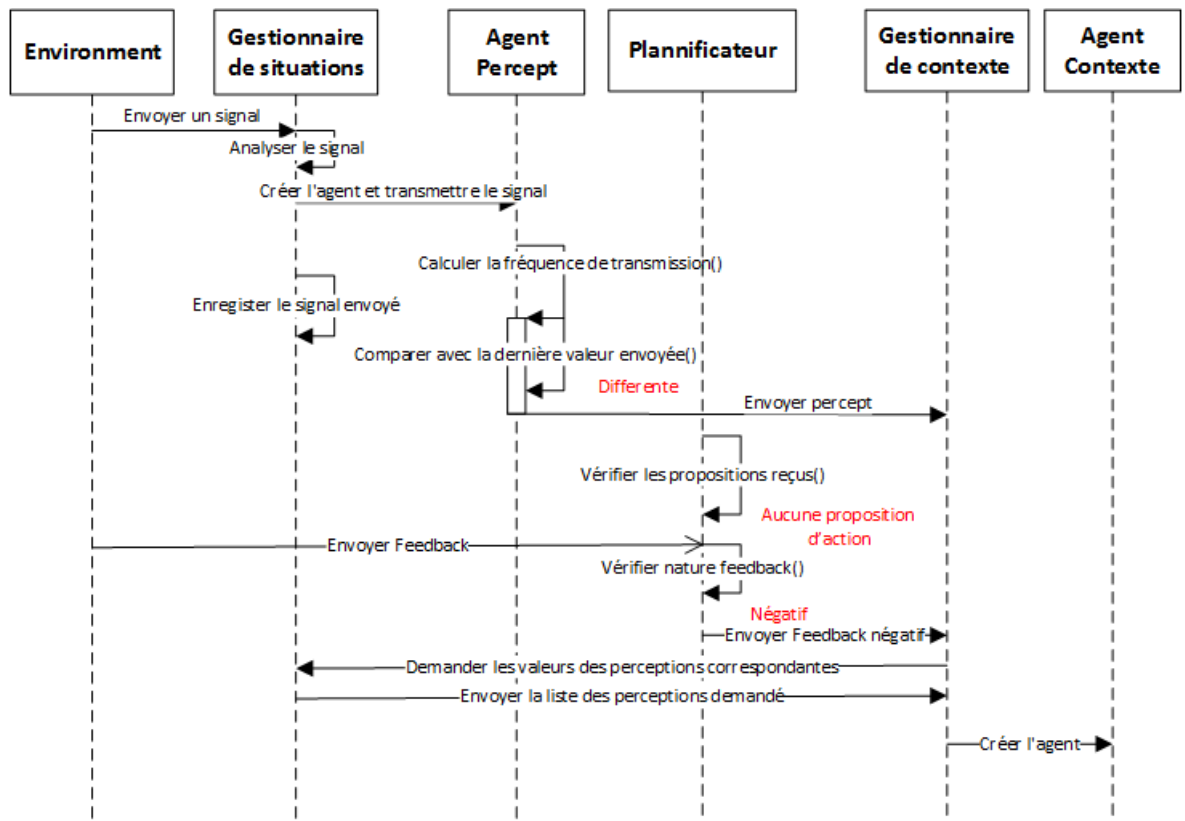 Environment
Gestionnaire
de situations
Agent
Percept
Plannificateur
Gestionnaire
de contexte
Agent
Contexte
Envoyer un signal
Analyser le signal
Créer l'agent et transmettre le signal
Calculer la fréquence de transmission()
Enregister le signal envoyé
Comparer avec la dernière valeur envoyée()
Differente
Envoyer percept
Vérifier les propositions reçus()
Aucune proposition
d'action
Envoyer Feedback
Vérifier nature feedback()
Négatif
Envoyer Feedback négatif
Demander les valeurs des perceptions correspondantes
Envoyer la liste des perceptions demandé
Créer l'agent